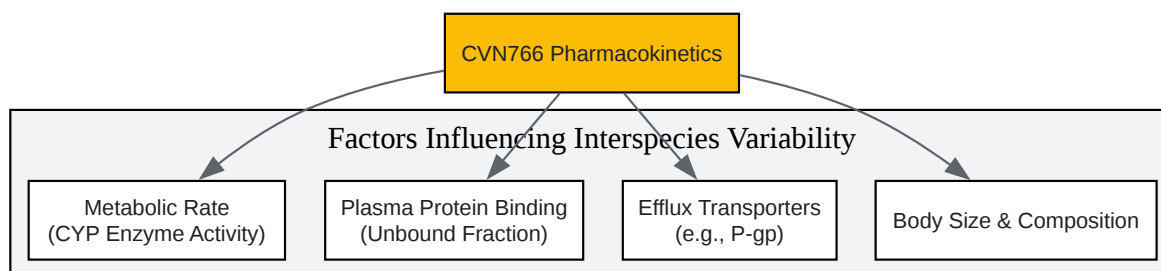 CVN766 Pharmacokinetics
Factors Influencing Interspecies Variability
Metabolic Rate
(CYP Enzyme Activity)
Plasma Protein Binding
(Unbound Fraction)
Efflux Transporters
(e.g., P-gp)
Body Size & Composition